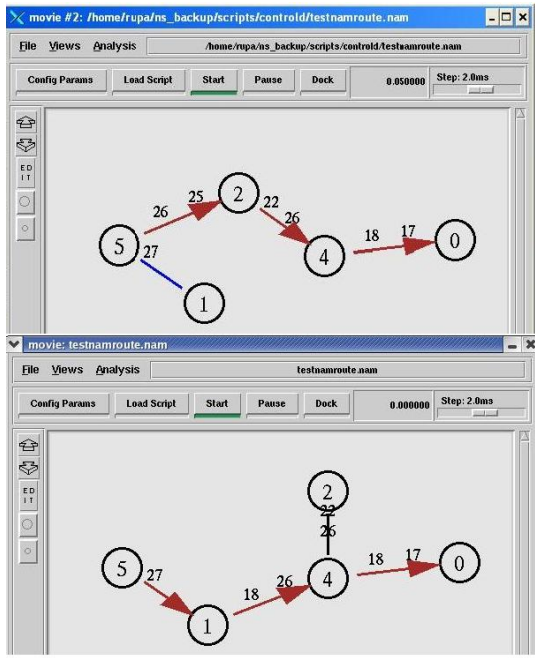 movie #2: /home/rupa/ns_backup/scripts/controld/testnamroute.nam
File Views Analysis /home/rupa/ns_backup/scripts/controld/testnamroute.nam
Config Params Load Script Start Pause Dock 0.050000 Step: 2.0ms
ED
IT
2
25
26
22
26
5
27
18
17
0
4
1
movie: testnamroute.nam
File Views Analysis testnamroute.nam
Config Params Load Script Start Pause Dock 0.000000 Step: 2.0ms
ED
IT
2
22
26
5
27
18
26
4
18
17
0
1